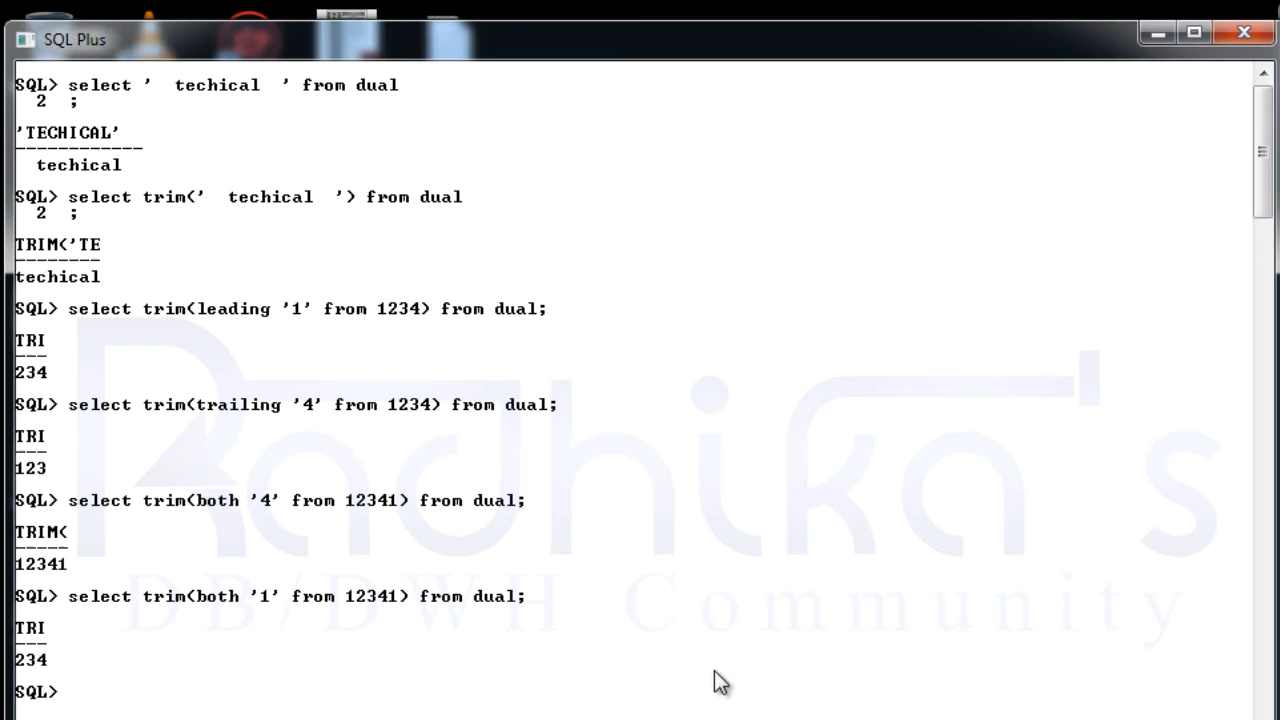 SQL Plus
SQL> select '  techical  ' from dual
  2  ;
'TECHICAL'
------------
  techical
SQL> select trim('  techical  ') from dual
  2  ;
TRIM('TE
--------
techical
SQL> select trim(leading '1' from 1234) from dual;
TRI
---
234
SQL> select trim(trailing '4' from 1234) from dual;
TRI
---
123
SQL> select trim(both '4' from 12341) from dual;
TRIM(
-----
12341
SQL> select trim(both '1' from 12341) from dual;
TRI
---
234
SQL>
Radhika's
DB/DWH Community